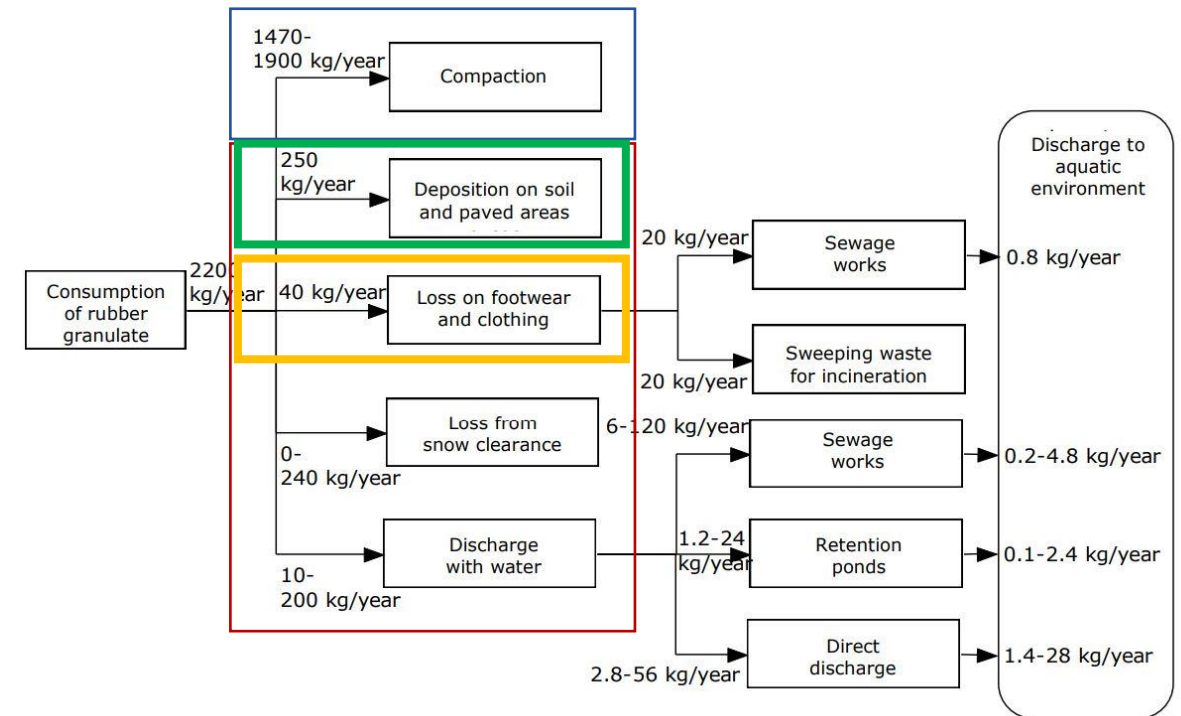 1470-
1900 kg/year
Compaction
250
kg/year
Deposition on soil
and paved areas
Consumption
of rubber
granulate
2200
kg/year
40 kg/year
Loss on footwear
and clothing
20 kg/year
Sewage
works
0.8 kg/year
20 kg/year
Sweeping waste
for incineration
0-
240 kg/year
Loss from
snow clearance
10-
200 kg/year
Discharge
with water
6-120 kg/year
Sewage
works
0.2-4.8 kg/year
1.2-24
kg/year
Retention
ponds
0.1-2.4 kg/year
2.8-56 kg/year
Direct
discharge
1.4-28 kg/year
Discharge to
aquatic
environment